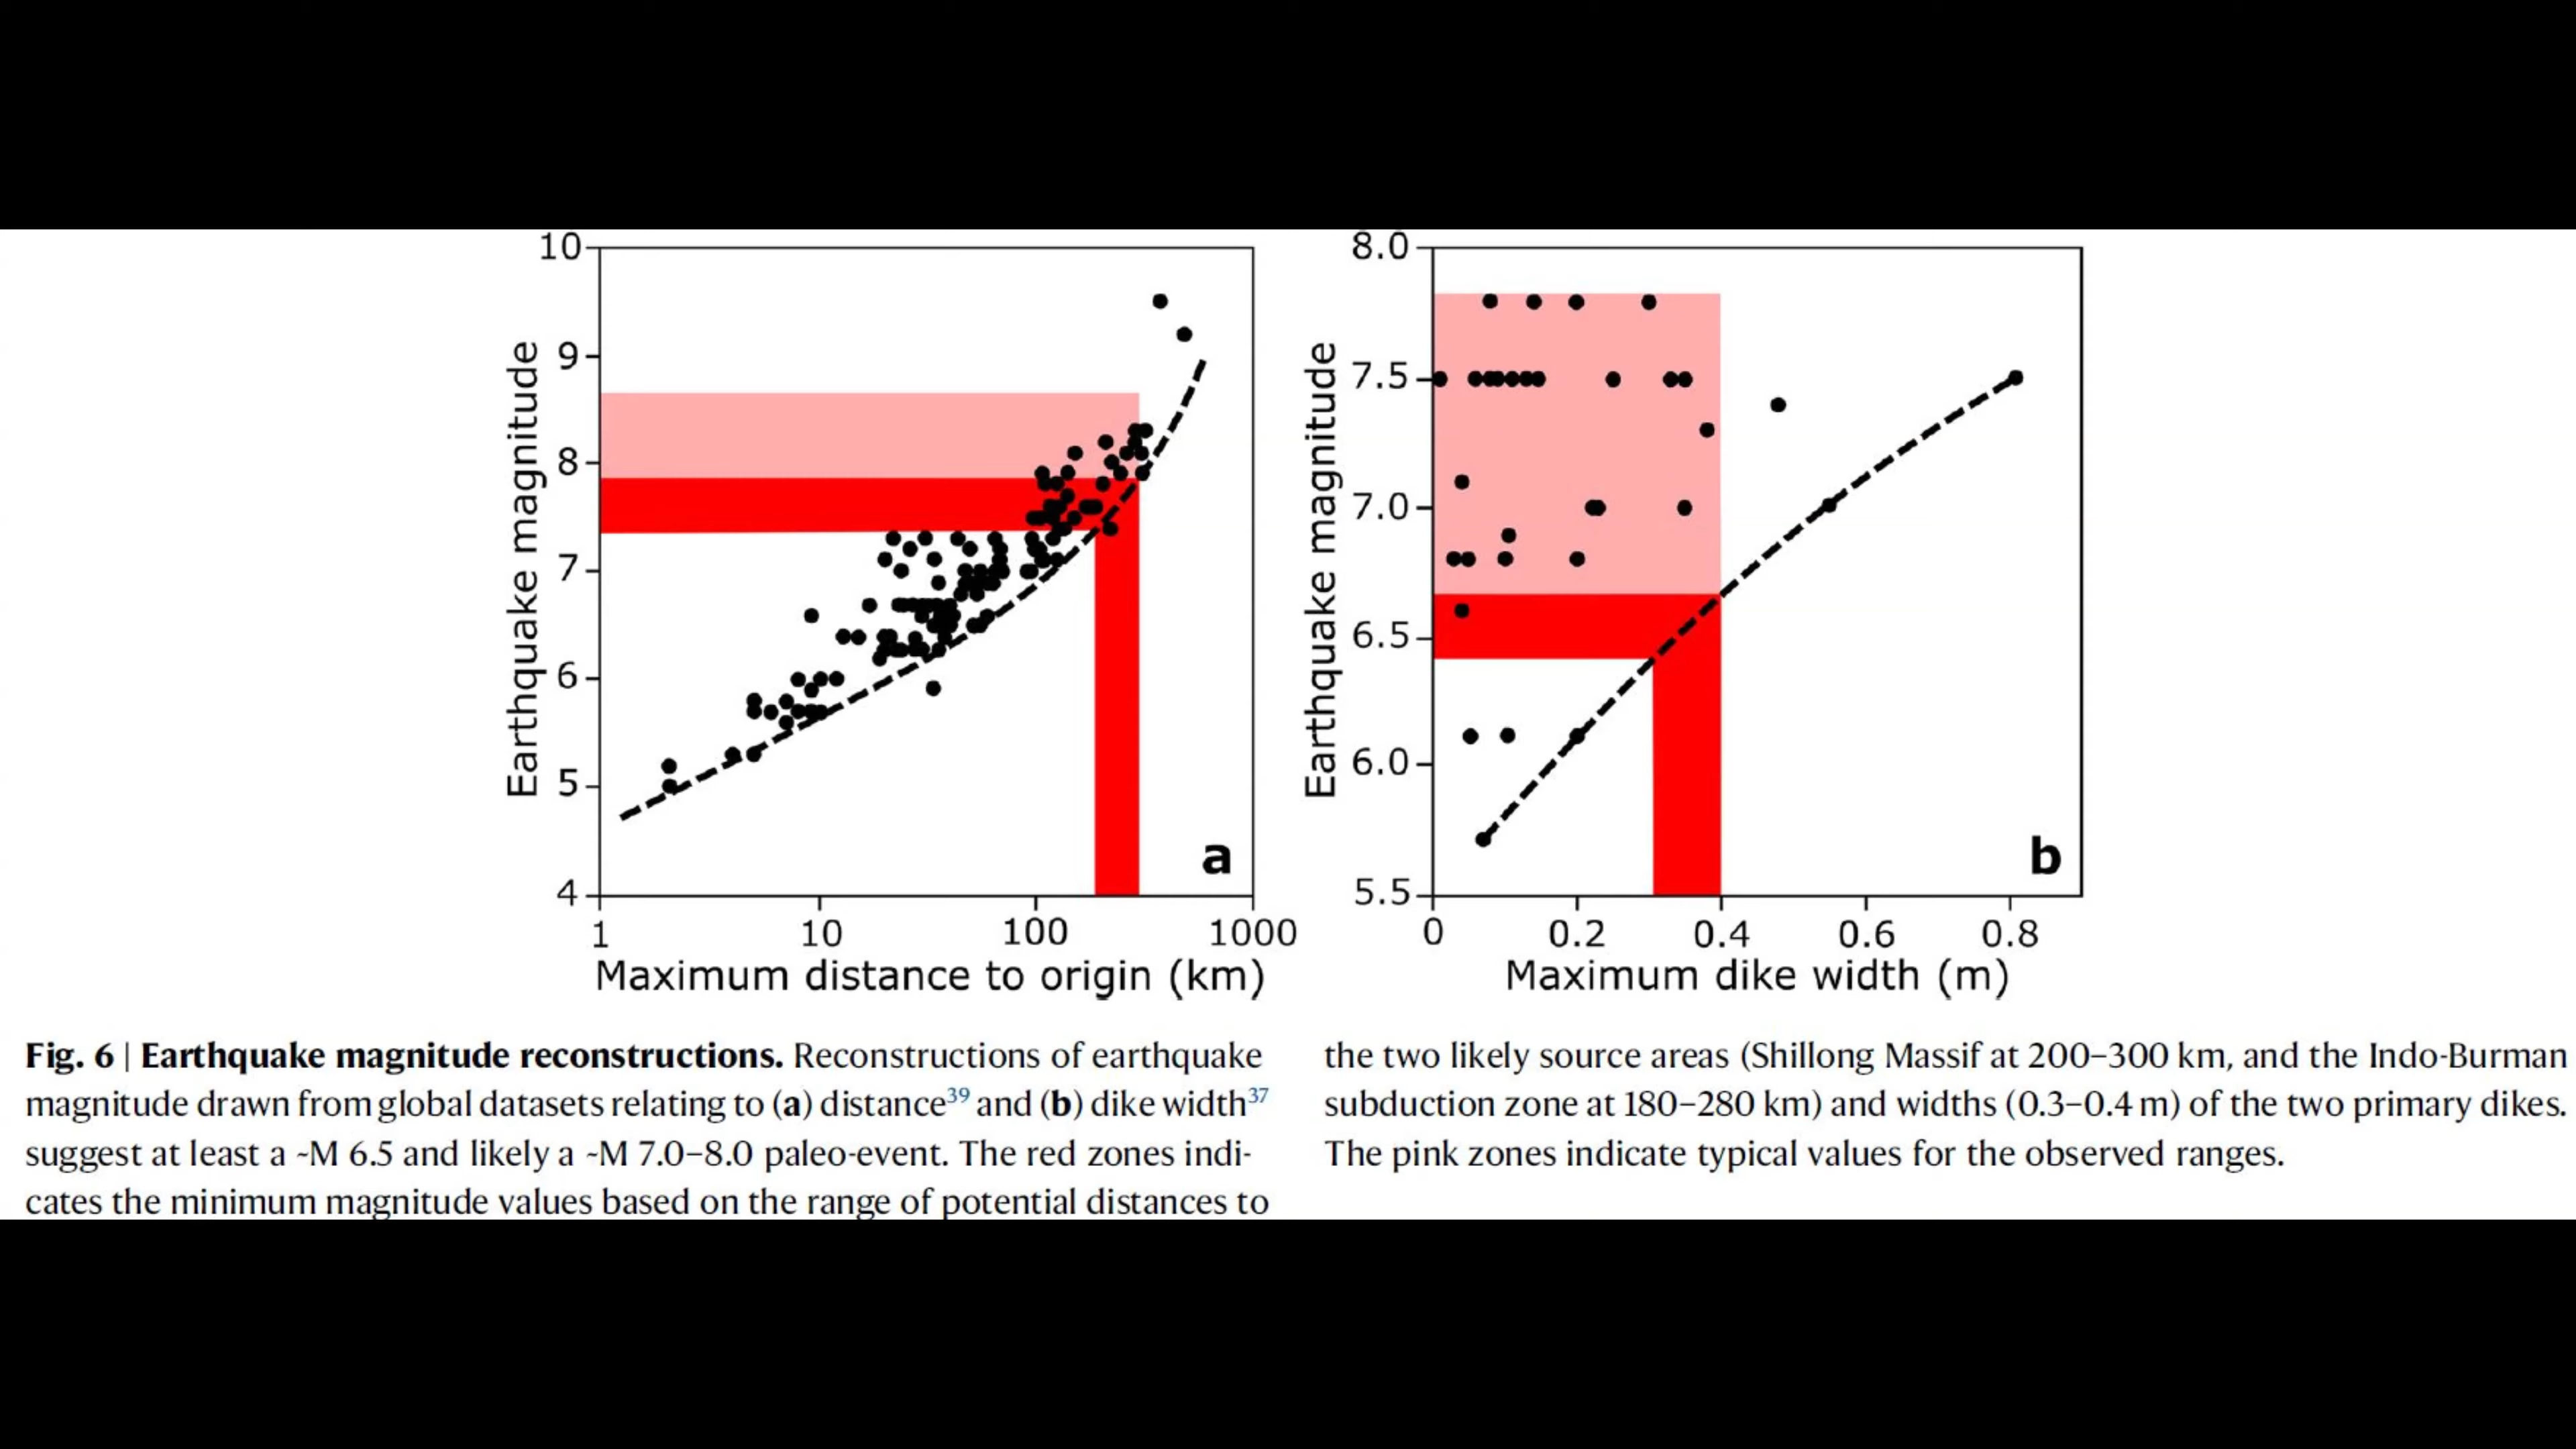 10
9
8
7
6
5
4
Earthquake magnitude
1 10 100 1000
Maximum distance to origin (km)
a
8.0
7.5
7.0
6.5
6.0
5.5
Earthquake magnitude
0 0.2 0.4 0.6 0.8
Maximum dike width (m)
b
Fig. 6 | Earthquake magnitude reconstructions. Reconstructions of earthquake
magnitude drawn from global datasets relating to (a) distance39 and (b) dike width37
suggest at least a ~M 6.5 and likely a ~M 7.0–8.0 paleo-event. The red zones indi-
cates the minimum magnitude values based on the range of potential distances to
the two likely source areas (Shillong Massif at 200–300 km, and the Indo-Burman
subduction zone at 180–280 km) and widths (0.3–0.4 m) of the two primary dikes.
The pink zones indicate typical values for the observed ranges.